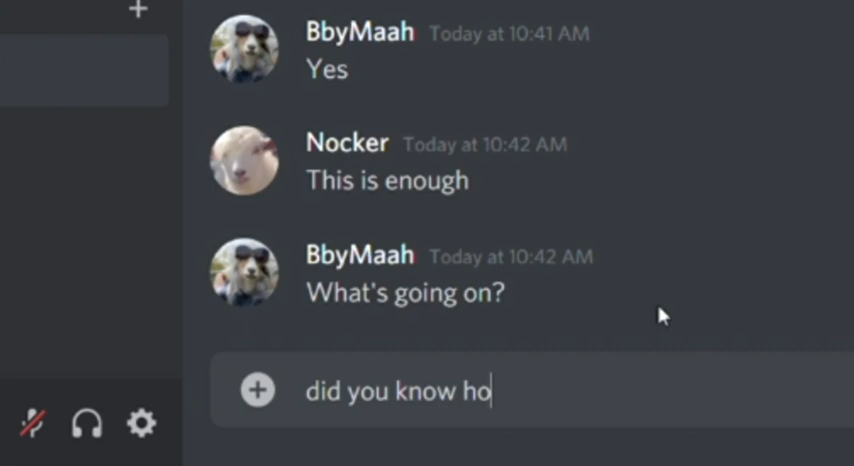 BbyMaah Today at 10:41 AM
Yes
Nocker Today at 10:42 AM
This is enough
BbyMaah Today at 10:42 AM
What's going on?
did you know ho